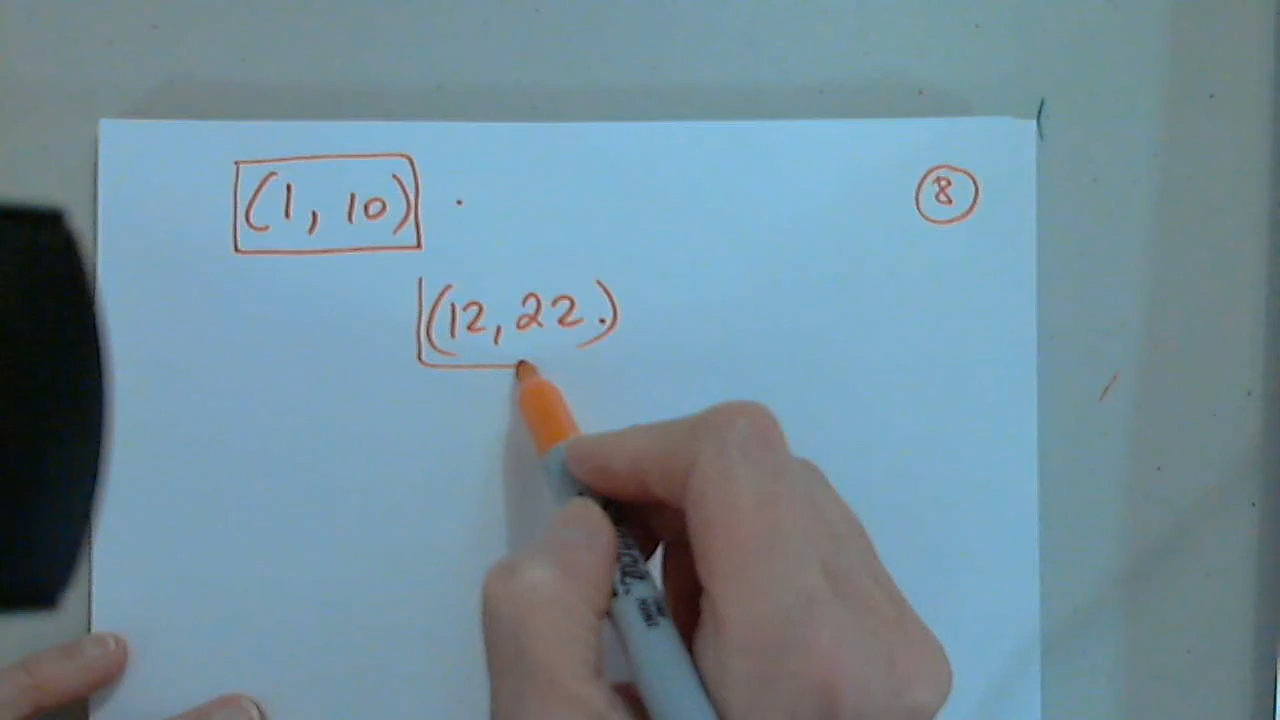 (1, 10) .
8
(12, 22.)